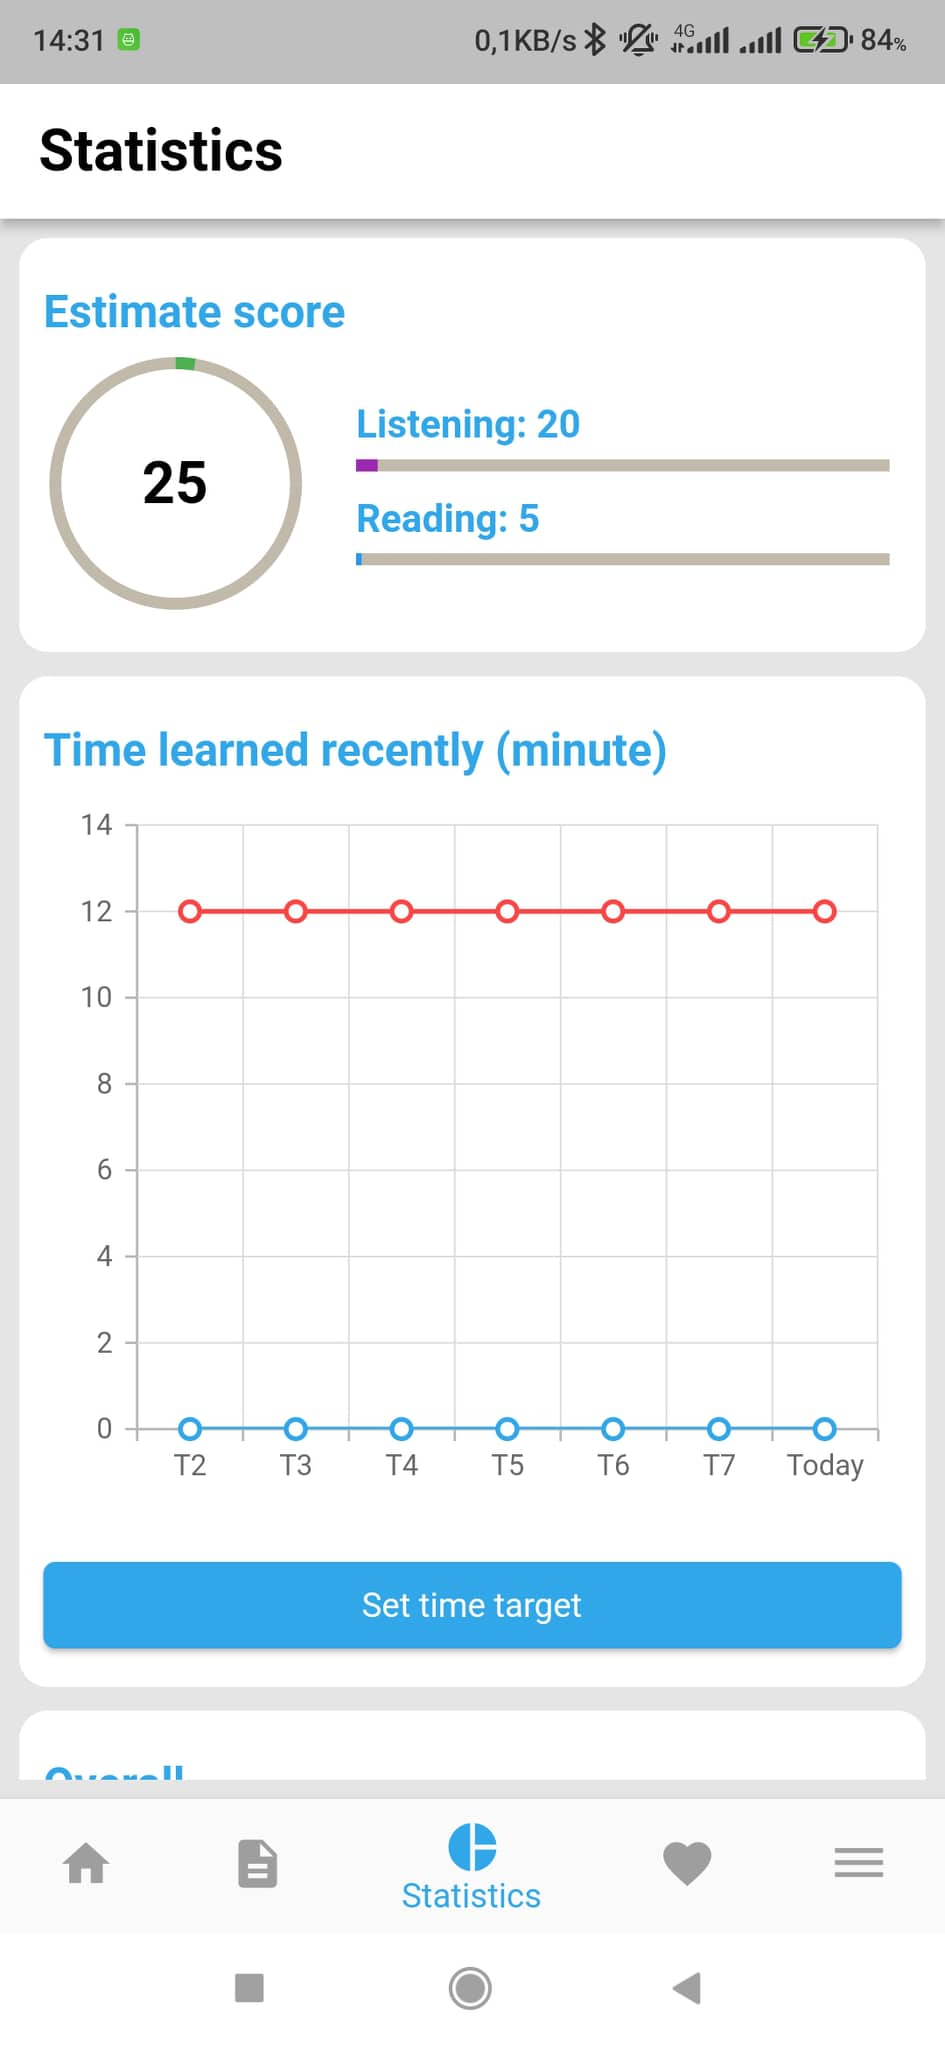 14:31 0,1KB/s 4G 84%
Statistics
Estimate score
25
Listening: 20
Reading: 5
Time learned recently (minute)
14
12
10
8
6
4
2
0
T2 T3 T4 T5 T6 T7 Today
Set time target
Overall
Statistics